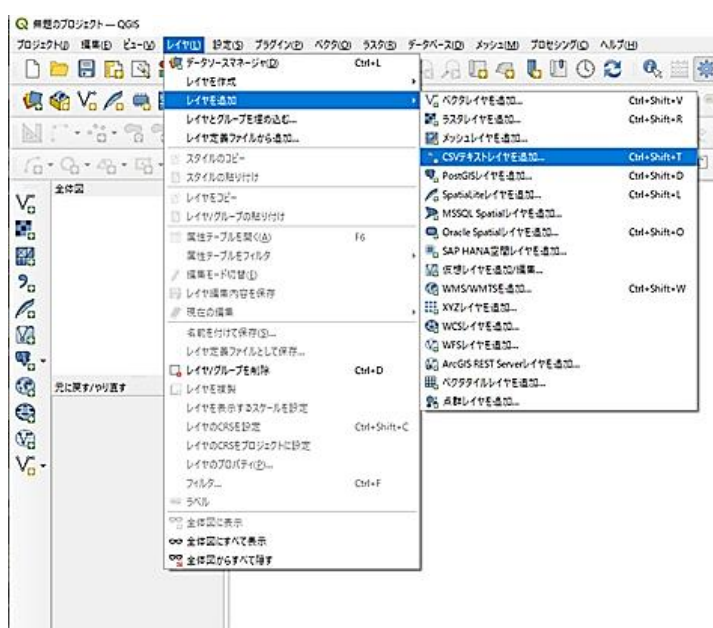 無題のプロジェクト — QGIS
プロジェクト(J) 編集(E) ビュー(V) レイヤ(L) 設定(S) プラグイン(P) ベクタ(O) ラスタ(R) データベース(D) メッシュ(M) プロセシング(C) ヘルプ(H)
データソースマネージャ(D) Ctrl+L
レイヤを作成
レイヤを追加
レイヤとグループを埋め込む...
レイヤ定義ファイルから追加...
スタイルのコピー
スタイルの貼り付け
レイヤをコピー
レイヤ/グループの貼り付け
属性テーブルを開く(A) F6
属性テーブルをフィルタ
編集モード切替(E)
レイヤ編集内容を保存
現在の編集
名前を付けて保存(S)...
レイヤ定義ファイルとして保存...
レイヤ/グループを削除 Ctrl+D
レイヤを複製
レイヤを表示するスケールを設定
レイヤのCRSを設定 Ctrl+Shift+C
レイヤのCRSをプロジェクトに設定
レイヤのプロパティ(P)...
フィルタ... Ctrl+F
ラベル
全体図に表示
全体図にすべて表示
全体図からすべて隠す
ベクタレイヤを追加... Ctrl+Shift+V
ラスタレイヤを追加... Ctrl+Shift+R
メッシュレイヤを追加...
CSVテキストレイヤを追加... Ctrl+Shift+T
PostGISレイヤを追加... Ctrl+Shift+D
SpatiaLiteレイヤを追加... Ctrl+Shift+L
MSSQL Spatialレイヤを追加...
Oracle Spatialレイヤを追加... Ctrl+Shift+O
SAP HANA空間レイヤを追加...
仮想レイヤを追加/編集...
WMS/WMTSを追加... Ctrl+Shift+W
XYZレイヤを追加...
WCSレイヤを追加...
WFSレイヤを追加...
ArcGIS REST Serverレイヤを追加...
ベクタタイルレイヤを追加...
点群レイヤを追加...
全体図
元に戻す/やり直す